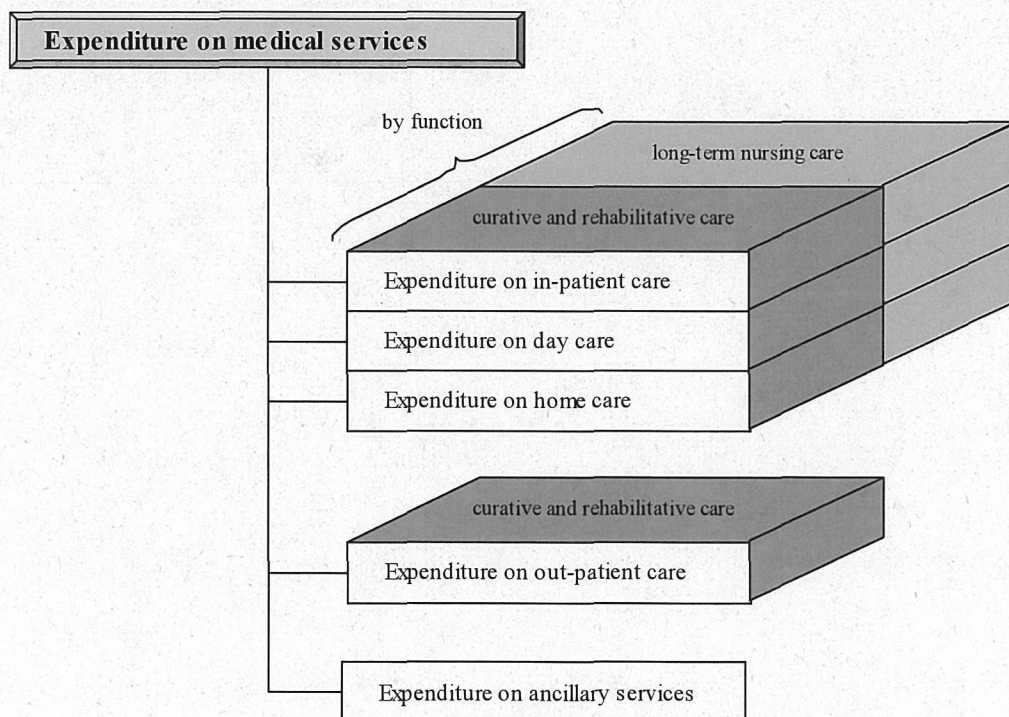 Expenditure on medical services
by function
long-term nursing care
curative and rehabilitative care
Expenditure on in-patient care
Expenditure on day care
Expenditure on home care
curative and rehabilitative care
Expenditure on out-patient care
Expenditure on ancillary services